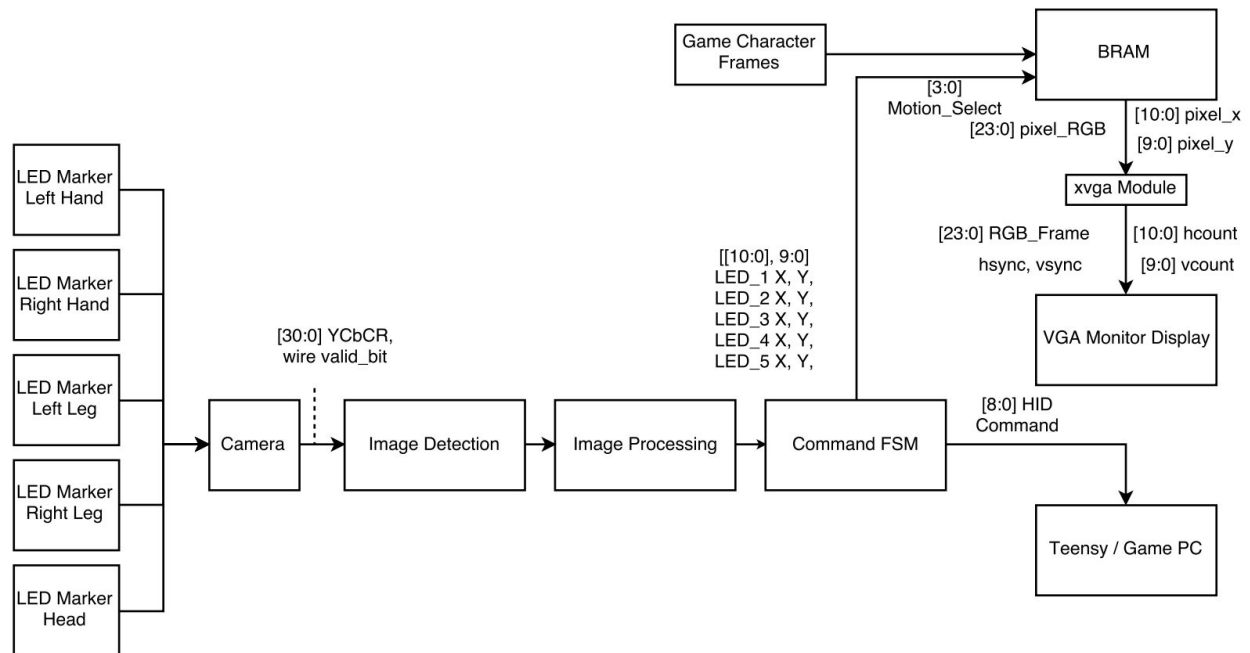 Game Character
Frames
BRAM
[3:0]
Motion_Select
[23:0] pixel_RGB
[10:0] pixel_x
[9:0] pixel_y
xvga Module
[23:0] RGB_Frame
hsync, vsync
[10:0] hcount
[9:0] vcount
VGA Monitor Display
LED Marker
Left Hand
LED Marker
Right Hand
LED Marker
Left Leg
LED Marker
Right Leg
LED Marker
Head
Camera
[30:0] YCbCR,
wire valid_bit
Image Detection
Image Processing
[[10:0], 9:0]
LED_1 X, Y,
LED_2 X, Y,
LED_3 X, Y,
LED_4 X, Y,
LED_5 X, Y,
Command FSM
[8:0] HID
Command
Teensy / Game PC